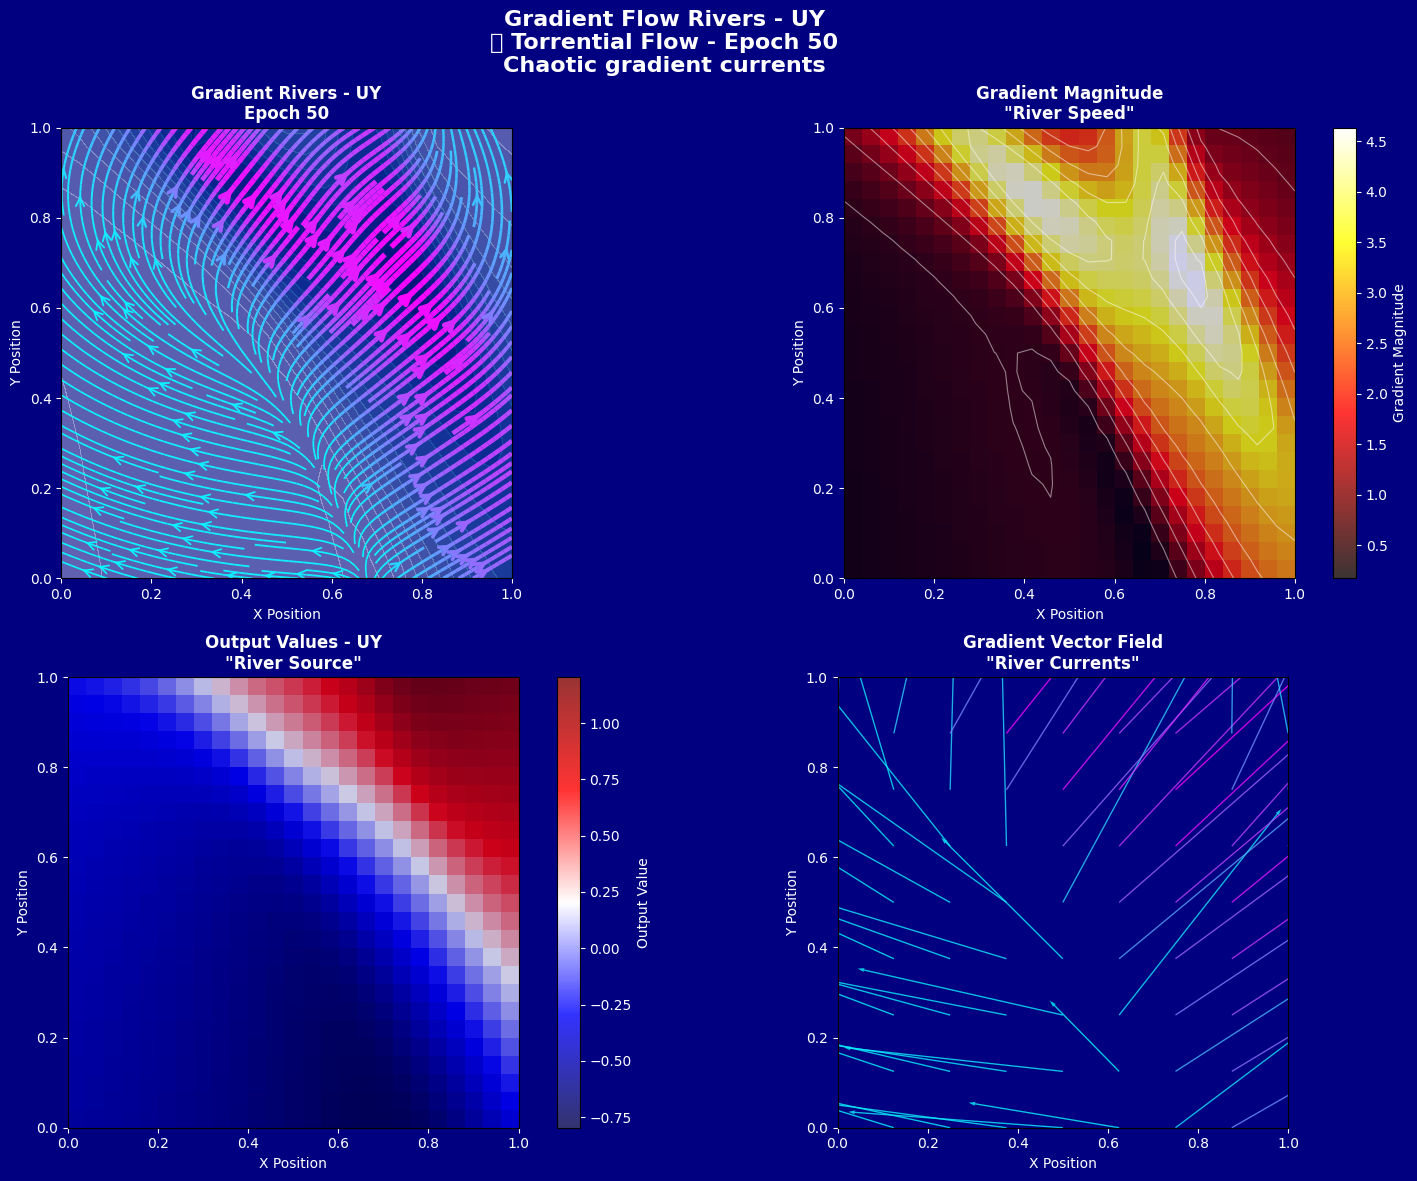 Gradient Flow Rivers - UY
Torrential Flow - Epoch 50
Chaotic gradient currents
Gradient Rivers - UY
Epoch 50
1.0
0.8
0.6
0.4
0.2
0.0
Y Position
0.0 0.2 0.4 0.6 0.8 1.0
X Position
Gradient Magnitude
"River Speed"
1.0
0.8
0.6
0.4
0.2
0.0
Y Position
0.0 0.2 0.4 0.6 0.8 1.0
X Position
4.5
4.0
3.5
3.0
2.5
2.0
1.5
1.0
0.5
Gradient Magnitude
Output Values - UY
"River Source"
1.0
0.8
0.6
0.4
0.2
0.0
Y Position
0.0 0.2 0.4 0.6 0.8 1.0
X Position
1.00
0.75
0.50
0.25
0.00
−0.25
−0.50
−0.75
Output Value
Gradient Vector Field
"River Currents"
1.0
0.8
0.6
0.4
0.2
0.0
Y Position
0.0 0.2 0.4 0.6 0.8 1.0
X Position